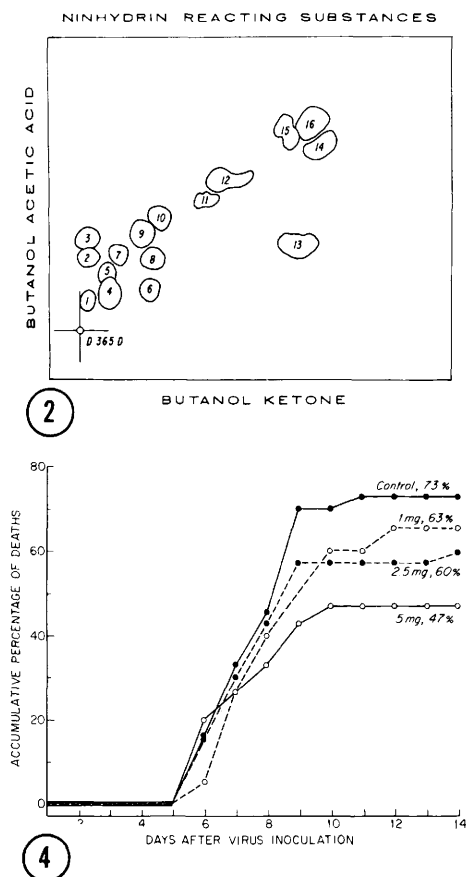 NINHYDRIN REACTING SUBSTANCES
BUTANOL ACETIC ACID
16
15
14
12
11
10
9
3
13
2
7
8
5
4
6
1
D 365 D
2
BUTANOL KETONE
80
60
40
20
0
ACCUMULATIVE PERCENTAGE OF DEATHS
Control, 73 %
1 mg, 63 %
2.5 mg, 60%
5 mg, 47 %
2 4 6 8 10 12 14
DAYS AFTER VIRUS INOCULATION
4